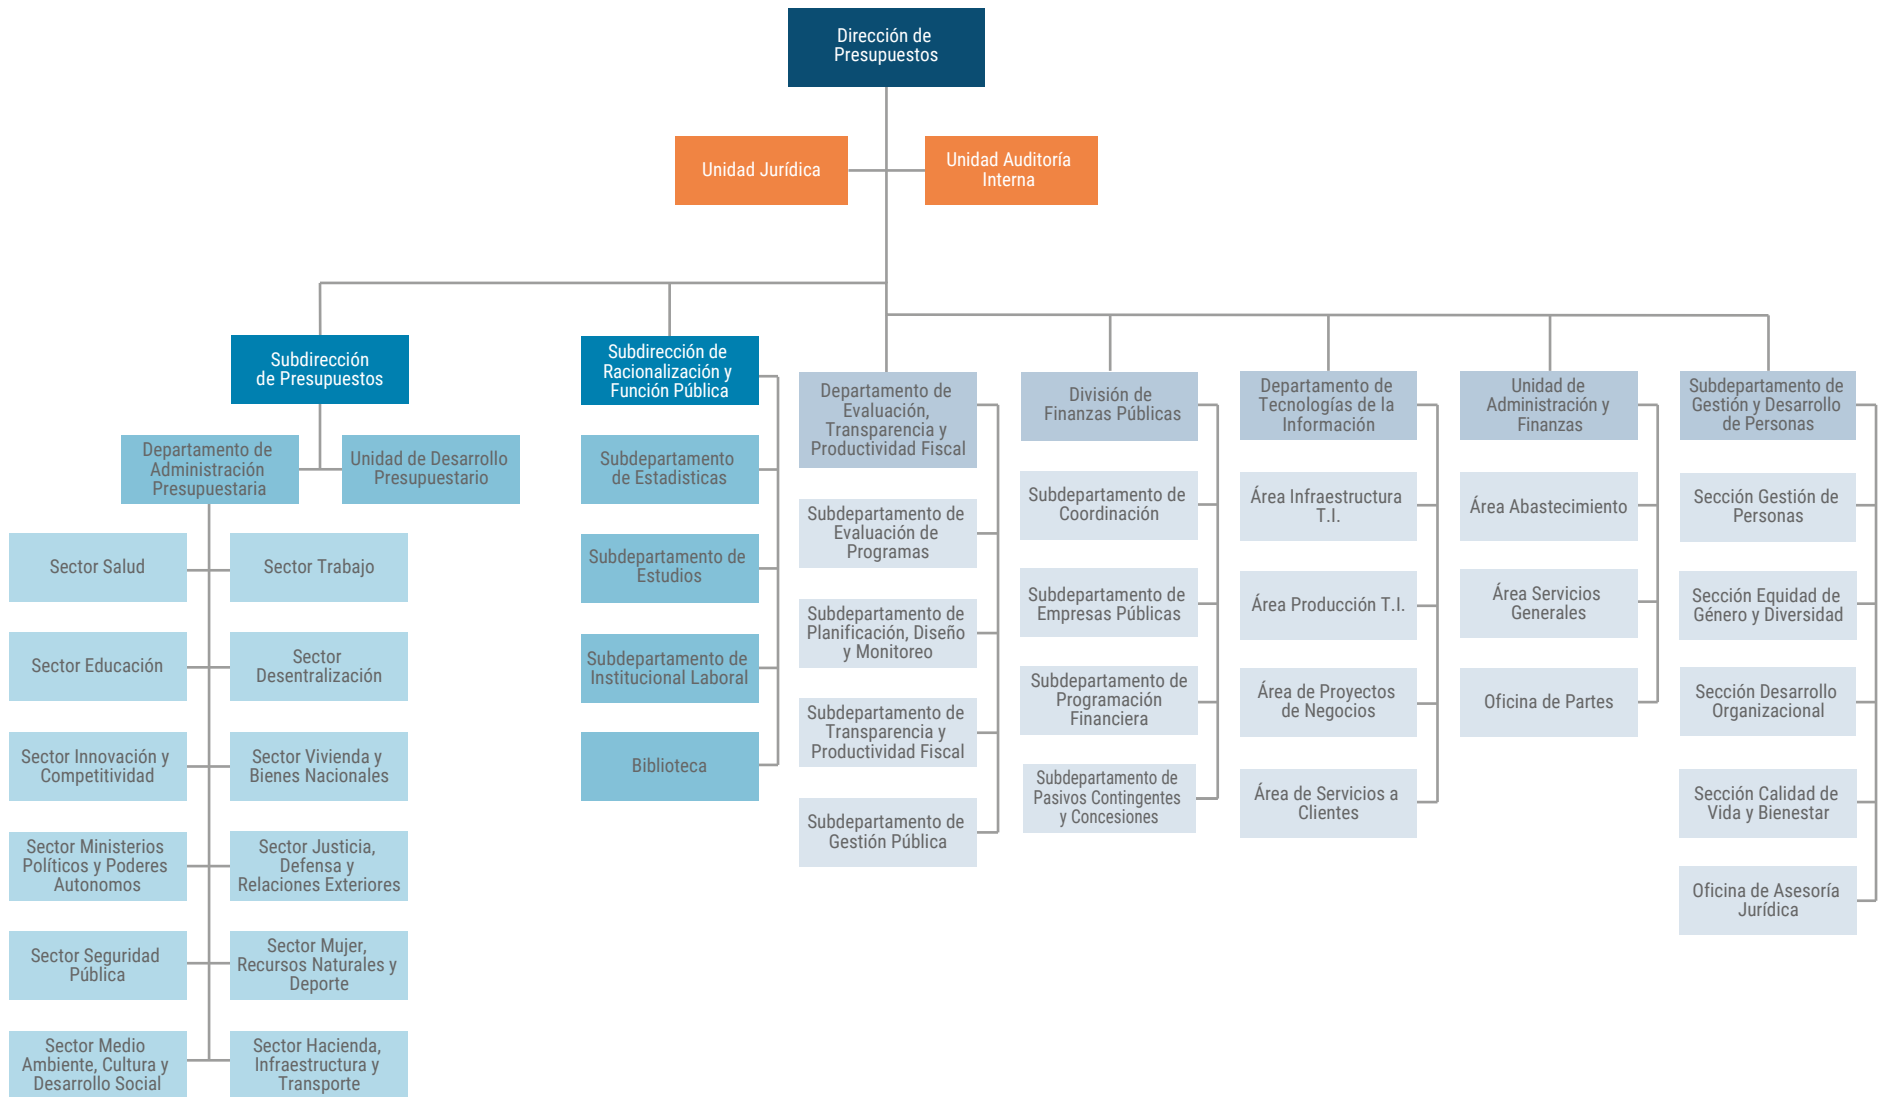 Dirección de
Presupuestos
Unidad Jurídica
Unidad Auditoría
Interna
Subdirección
de Presupuestos
Departamento de
Administración
Presupuestaria
Unidad de Desarrollo
Presupuestario
Sector Salud
Sector Trabajo
Sector Educación
Sector
Desentralización
Sector Innovación y
Competitividad
Sector Vivienda y
Bienes Nacionales
Sector Ministerios
Políticos y Poderes
Autonomos
Sector Justicia,
Defensa y
Relaciones Exteriores
Sector Seguridad
Pública
Sector Mujer,
Recursos Naturales y
Deporte
Sector Medio
Ambiente, Cultura y
Desarrollo Social
Sector Hacienda,
Infraestructura y
Transporte
Subdirección de
Racionalización y
Función Pública
Subdepartamento
de Estadisticas
Subdepartamento de
Estudios
Subdepartamento de
Institucional Laboral
Biblioteca
Departamento de
Evaluación,
Transparencia y
Productividad Fiscal
Subdepartamento de
Evaluación de
Programas
Subdepartamento de
Planificación, Diseño
y Monitoreo
Subdepartamento de
Transparencia y
Productividad Fiscal
Subdepartamento de
Gestión Pública
División de
Finanzas Públicas
Subdepartamento de
Coordinación
Subdepartamento de
Empresas Públicas
Subdepartamento de
Programación
Financiera
Subdepartamento de
Pasivos Contingentes
y Concesiones
Departamento de
Tecnologías de la
Información
Área Infraestructura
T.I.
Área Producción T.I.
Área de Proyectos
de Negocios
Área de Servicios a
Clientes
Unidad de
Administración y
Finanzas
Área Abastecimiento
Área Servicios
Generales
Oficina de Partes
Subdepartamento de
Gestión y Desarrollo
de Personas
Sección Gestión de
Personas
Sección Equidad de
Género y Diversidad
Sección Desarrollo
Organizacional
Sección Calidad de
Vida y Bienestar
Oficina de Asesoría
Jurídica